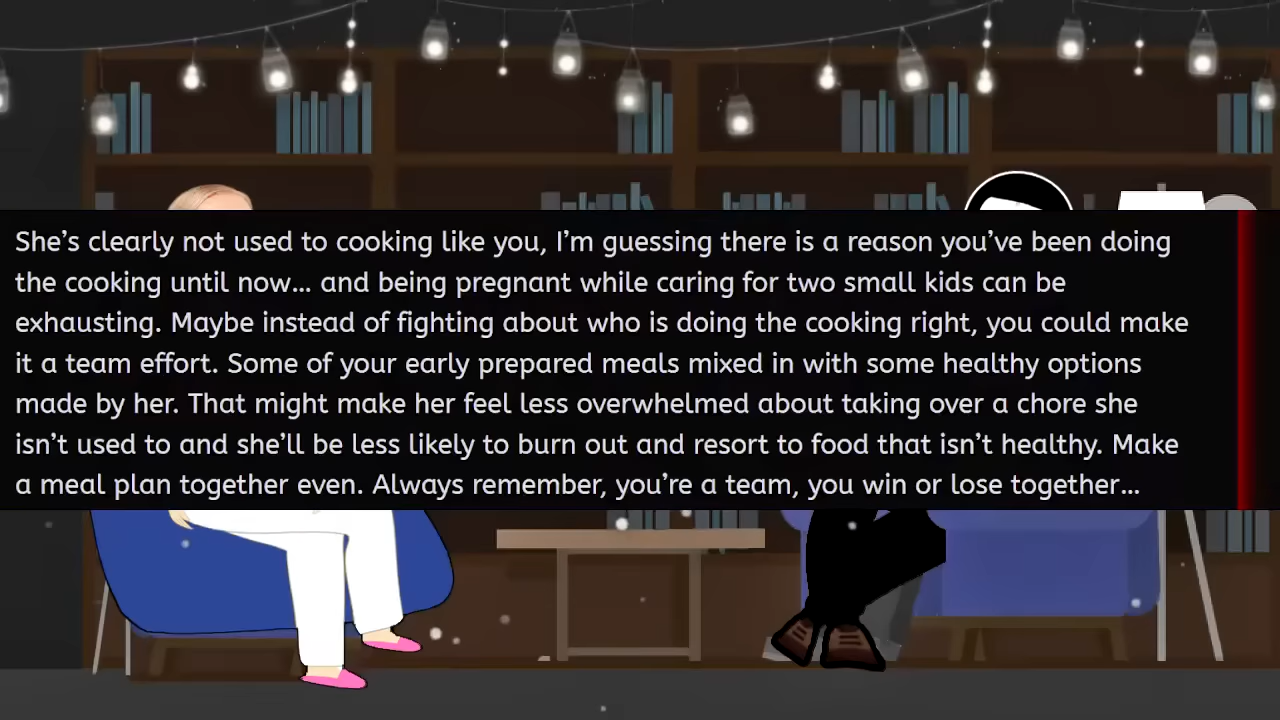 She’s clearly not used to cooking like you, I’m guessing there is a reason you’ve been doing
the cooking until now... and being pregnant while caring for two small kids can be
exhausting. Maybe instead of fighting about who is doing the cooking right, you could make
it a team effort. Some of your early prepared meals mixed in with some healthy options
made by her. That might make her feel less overwhelmed about taking over a chore she
isn’t used to and she’ll be less likely to burn out and resort to food that isn’t healthy. Make
a meal plan together even. Always remember, you’re a team, you win or lose together...